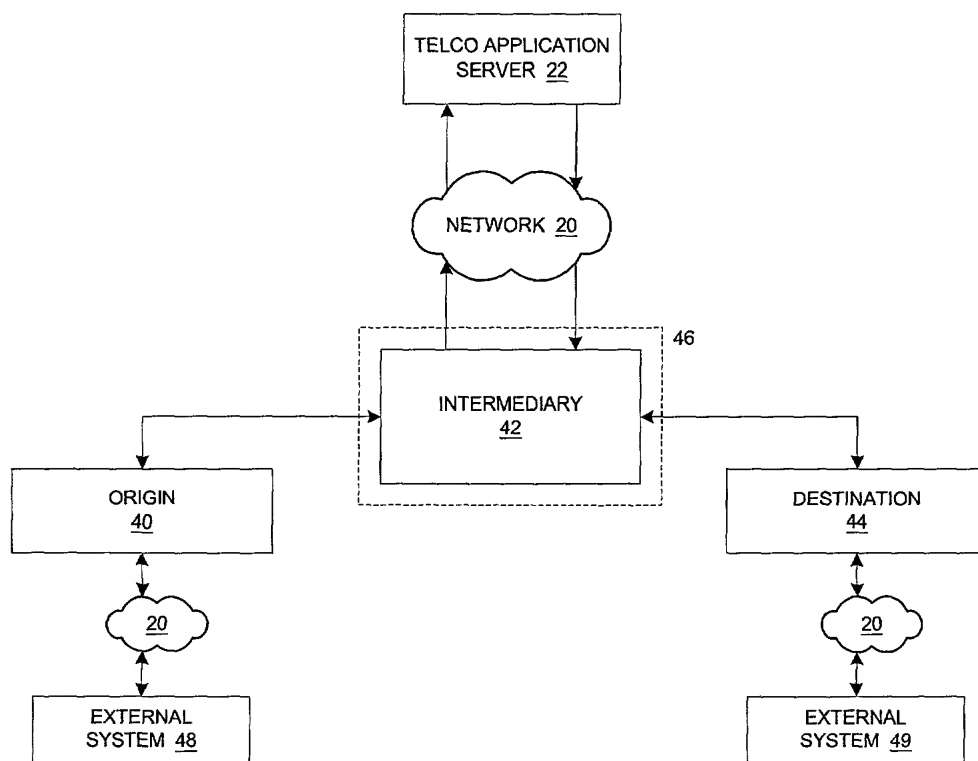 TELCO APPLICATION
SERVER 22
NETWORK 20
46
INTERMEDIARY
42
ORIGIN
40
DESTINATION
44
20
20
EXTERNAL
SYSTEM 48
EXTERNAL
SYSTEM 49